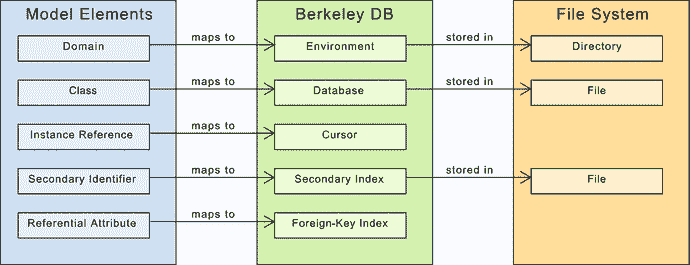 Model Elements Berkeley DB File System
Domain maps to Environment stored in Directory
Class maps to Database stored in File
Instance Reference maps to Cursor
Secondary Identifier maps to Secondary Index stored in File
Referential Attribute maps to Foreign-Key Index